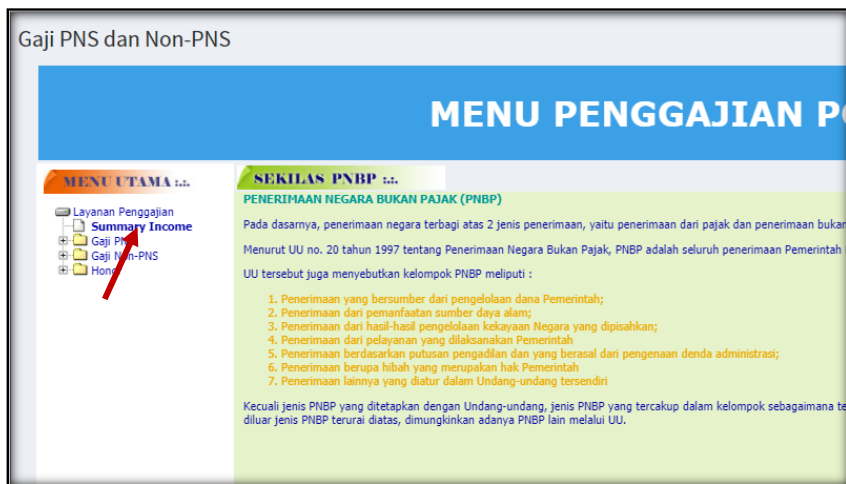 Gaji PNS dan Non-PNS
MENU PENGGAJIAN
MENU UTAMA :.:.
Layanan Penggajian
Summary Income
Gaji
Gaji Non-PNS
SEKILAS PNBP :.:.
PENERIMAAN NEGARA BUKAN PAJAK (PNBP)
Pada dasarnya, penerimaan negara terbagi atas 2 jenis penerimaan, yaitu penerimaan dari pajak dan penerimaan bukan
Menurut UU no. 20 tahun 1997 tentang Penerimaan Negara Bukan Pajak, PNBP adalah seluruh penerimaan Pemerintah
UU tersebut juga menyebutkan kelompok PNBP meliputi :
1. Penerimaan yang bersumber dari pengelolaan dana Pemerintah;
2. Penerimaan dari pemanfaatan sumber daya alam;
3. Penerimaan dari hasil-hasil pengelolaan kekayaan Negara yang dipisahkan;
4. Penerimaan dari pelayanan yang dilaksanakan Pemerintah
5. Penerimaan berdasarkan putusan pengadilan dan yang berasal dari pengenaan denda administrasi;
6. Penerimaan berupa hibah yang merupakan hak Pemerintah
7. Penerimaan lainnya yang diatur dalam Undang-undang tersendiri
Kecuali jenis PNBP yang ditetapkan dengan Undang-undang, jenis PNBP yang tercakup dalam kelompok sebagaimana
diluar jenis PNBP terurai diatas, dimungkinkan adanya PNBP lain melalui UU.